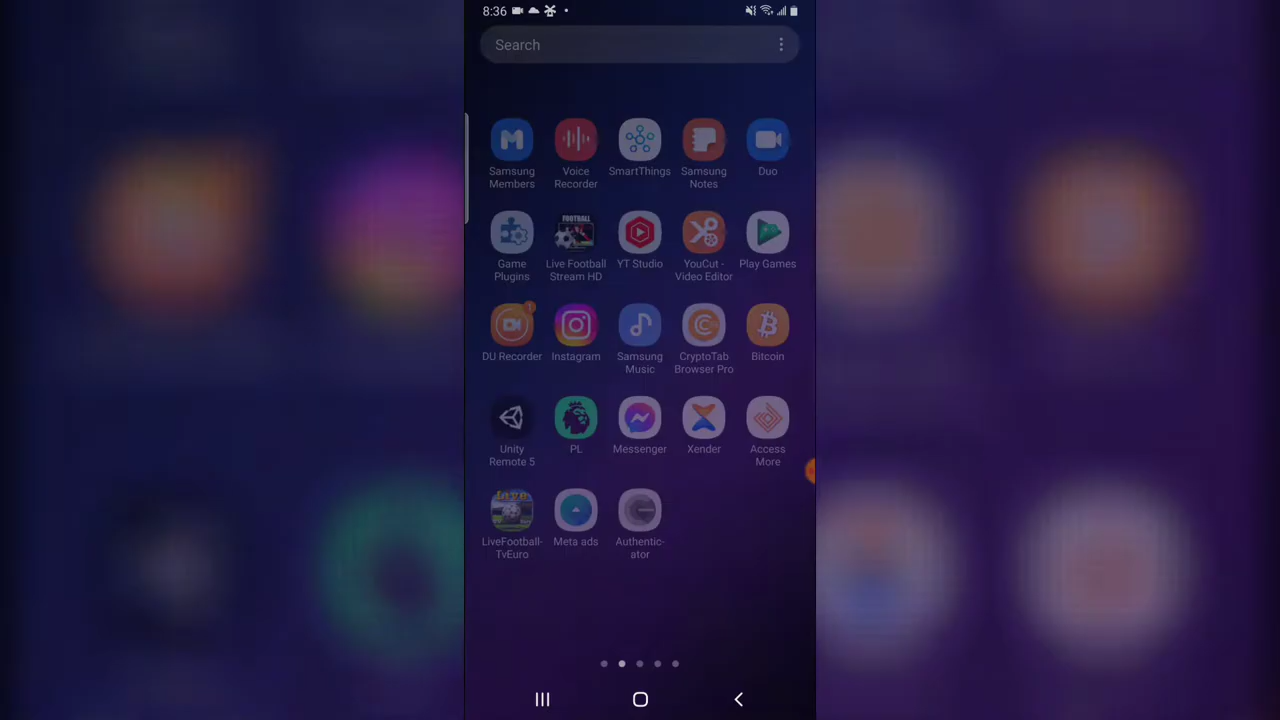 8:36
Search
Samsung Members
Voice Recorder
SmartThings
Samsung Notes
Duo
Game Plugins
FOOTBALL
Live Football Stream HD
YT Studio
YouCut - Video Editor
Play Games
1
DU Recorder
Instagram
Samsung Music
CryptoTab Browser Pro
Bitcoin
Unity Remote 5
PL
Messenger
Xender
Access More
LiveFootball-TvEuro
Meta ads
Authentic-ator